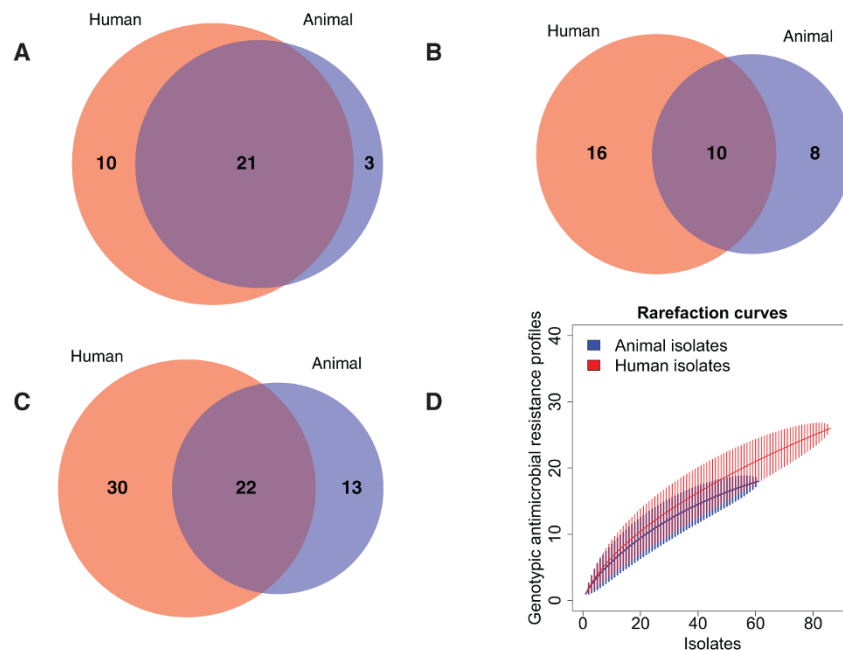 A
Human
Animal
10
21
3
B
Human
Animal
16
10
8
C
Human
Animal
30
22
13
D
Rarefaction curves
Animal isolates
Human isolates
Genotypic antimicrobial resistance profiles
40
30
20
10
0
0 20 40 60 80
Isolates